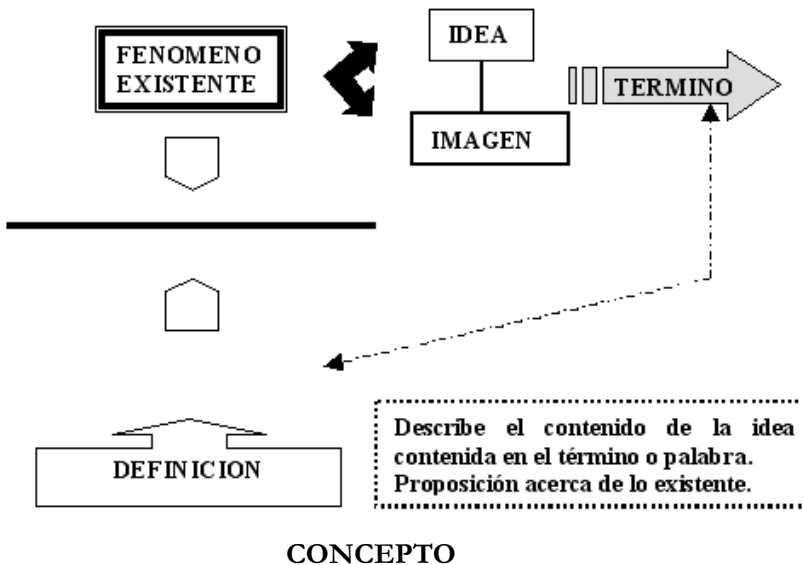 FENOMENO
EXISTENTE
IDEA
IMAGEN
TERMINO
DEFINICION
Describe el contenido de la idea
contenida en el término o palabra.
Proposición acerca de lo existente.
CONCEPTO